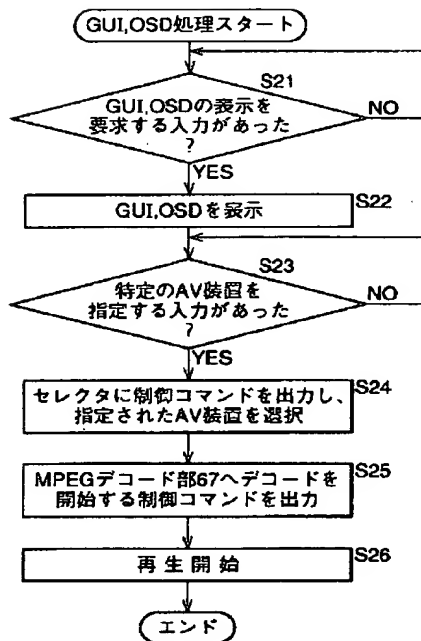 GUI,OSD処理スタート
S21
GUI,OSDの表示を
要求する入力があった
?
NO
YES
S22
GUI,OSDを表示
S23
特定のAV装置を
指定する入力があった
?
NO
YES
S24
セレクタに制御コマンドを出力し、
指定されたAV装置を選択
S25
MPEGデコード部67へデコードを
開始する制御コマンドを出力
S26
再生開始
エンド